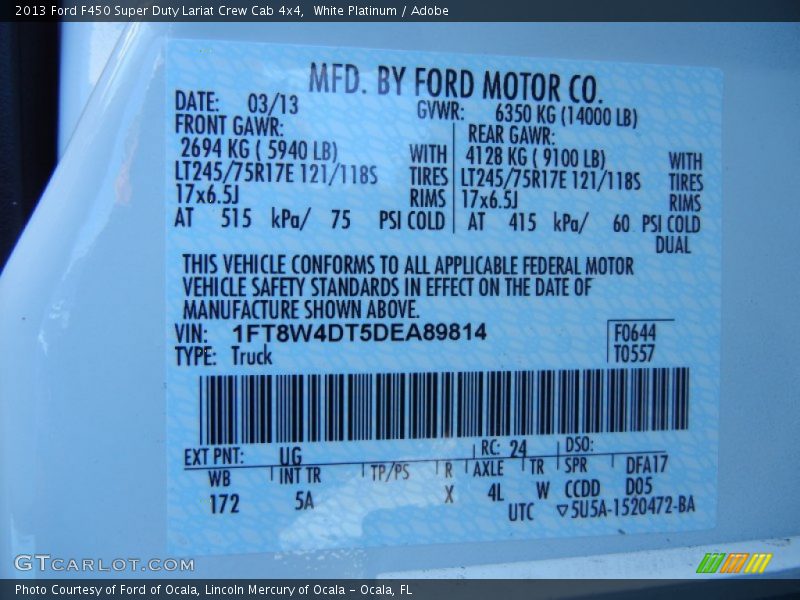 2013 Ford F450 Super Duty Lariat Crew Cab 4x4,  White Platinum / Adobe
MFD. BY FORD MOTOR CO.
DATE: 03/13 GVWR: 6350 KG (14000 LB)
FRONT GAWR: REAR GAWR:
2694 KG ( 5940 LB) WITH 4128 KG ( 9100 LB) WITH
LT245/75R17E 121/118S TIRES LT245/75R17E 121/118S TIRES
17x6.5J RIMS 17x6.5J RIMS
AT 515 kPa/ 75 PSI COLD AT 415 kPa/ 60 PSI COLD
DUAL
THIS VEHICLE CONFORMS TO ALL APPLICABLE FEDERAL MOTOR
VEHICLE SAFETY STANDARDS IN EFFECT ON THE DATE OF
MANUFACTURE SHOWN ABOVE.
VIN: 1FT8W4DT5DEA89814 F0644
TYPE: Truck T0557
EXT PNT: UG RC: 24 DSO:
WB INT TR TP/PS R AXLE TR SPR DFA17
172 5A X 4L W CCDD D05
UTC ▽5U5A-1520472-BA
GTCARLOT.COM
Photo Courtesy of Ford of Ocala, Lincoln Mercury of Ocala – Ocala, FL